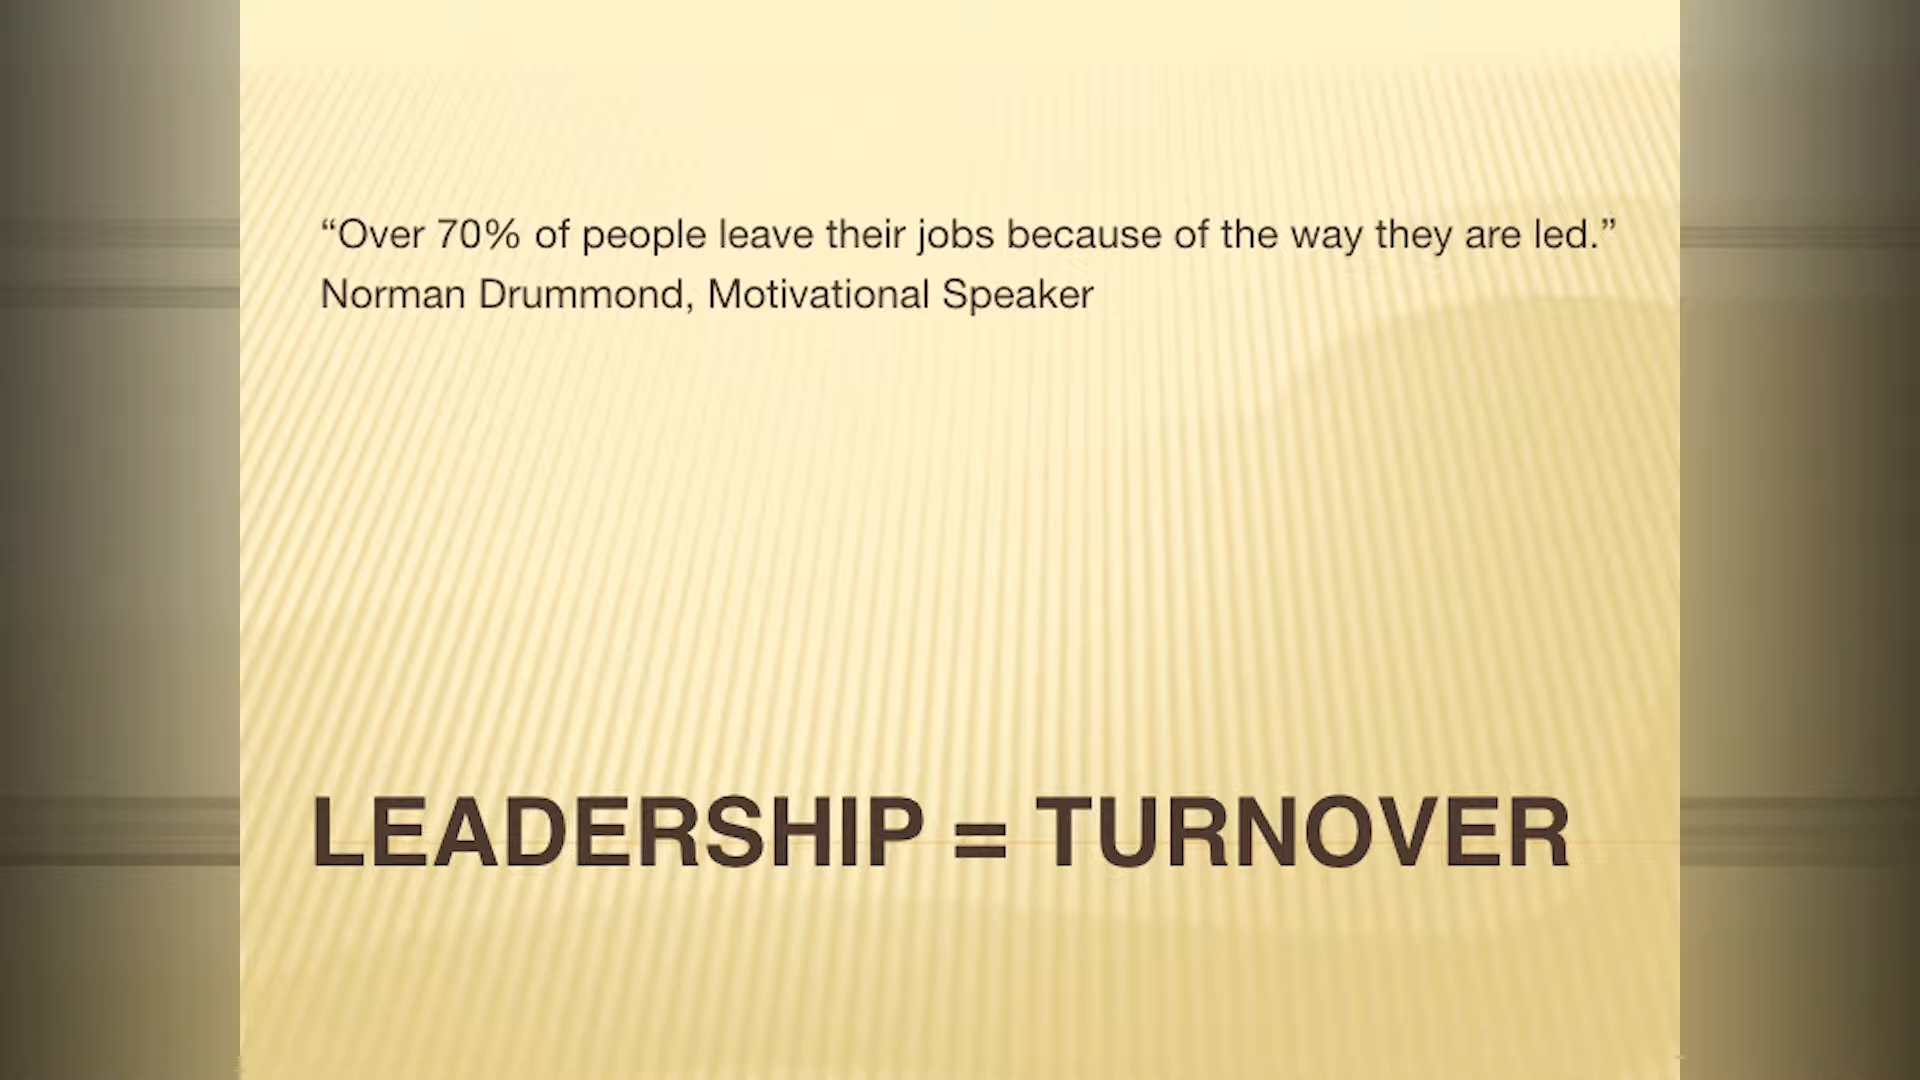 “Over 70% of people leave their jobs because of the way they are led.”
Norman Drummond, Motivational Speaker
LEADERSHIP = TURNOVER